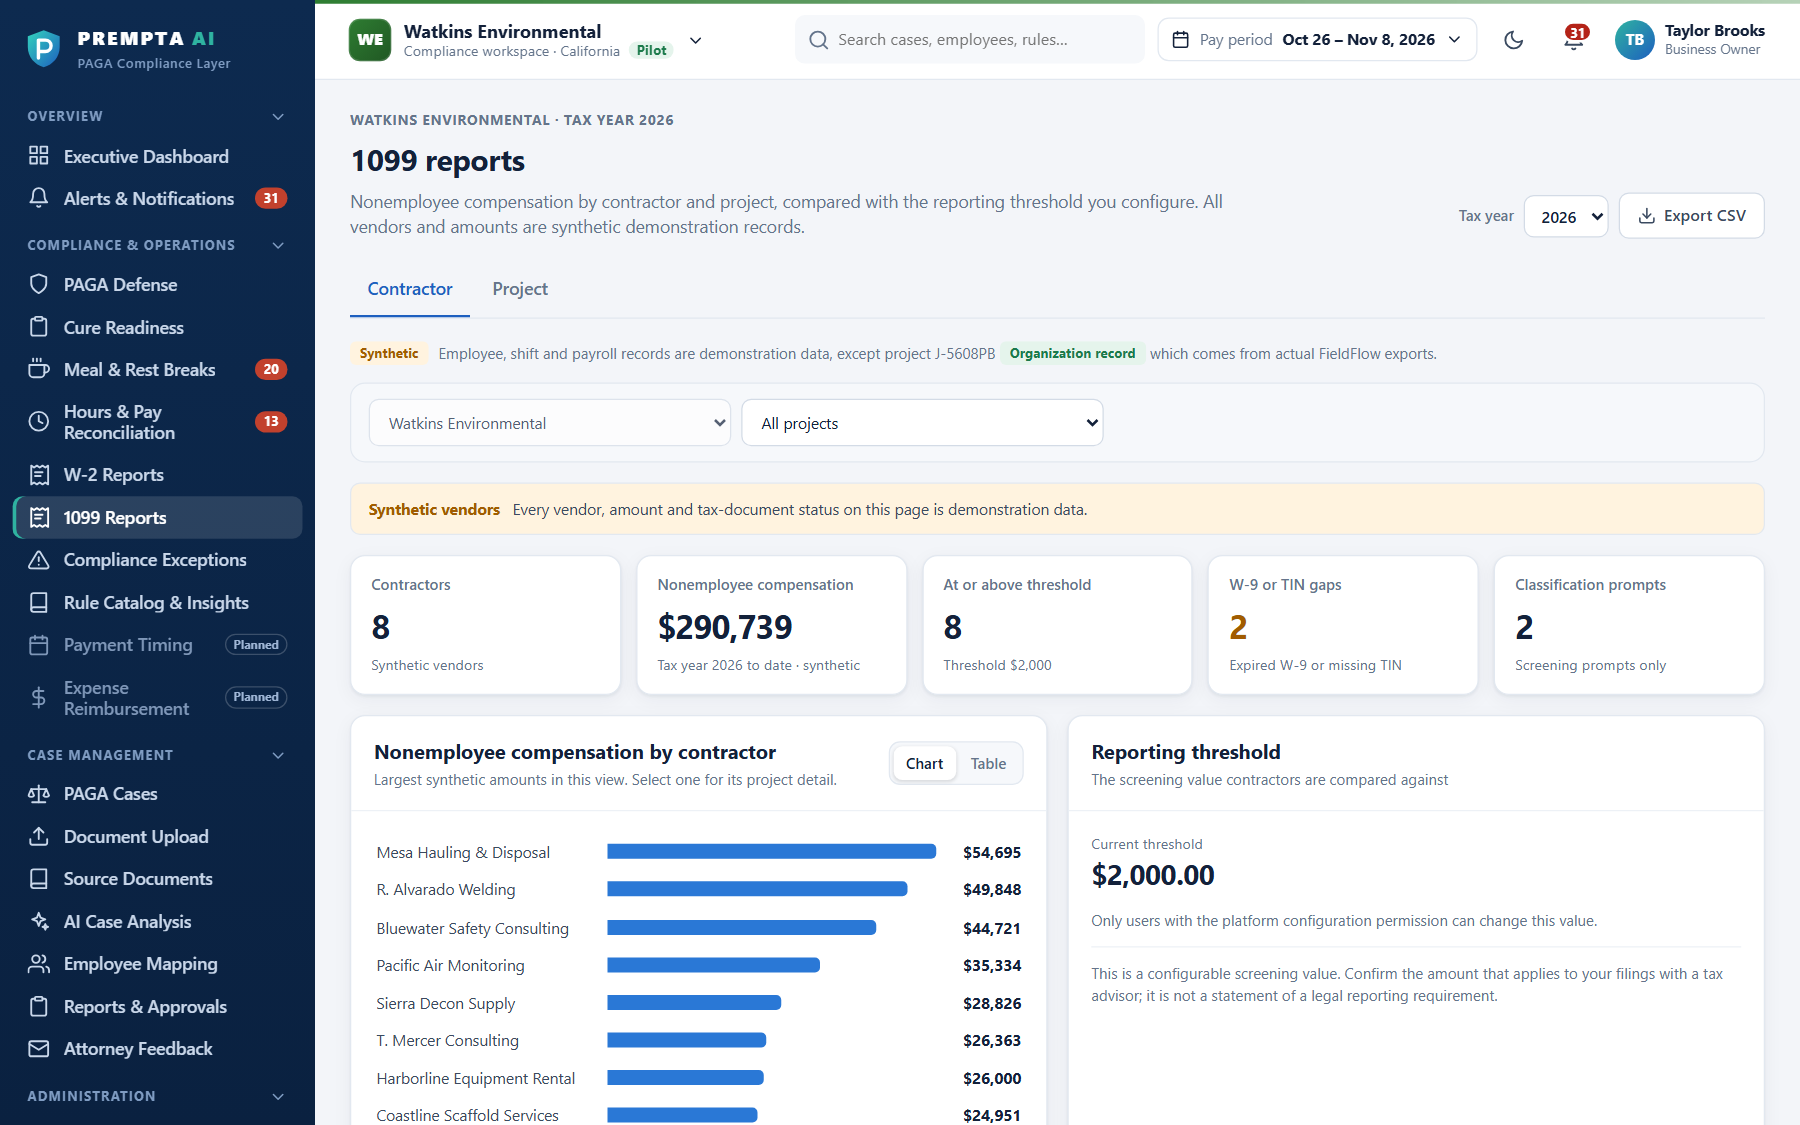 PREMPTA AI
PAGA Compliance Layer
OVERVIEW
Executive Dashboard
Alerts & Notifications 31
COMPLIANCE & OPERATIONS
PAGA Defense
Cure Readiness
Meal & Rest Breaks 20
Hours & Pay
Reconciliation 13
W-2 Reports
1099 Reports
Compliance Exceptions
Rule Catalog & Insights
Payment Timing Planned
Expense
Reimbursement Planned
CASE MANAGEMENT
PAGA Cases
Document Upload
Source Documents
AI Case Analysis
Employee Mapping
Reports & Approvals
Attorney Feedback
ADMINISTRATION
WE
Watkins Environmental
Compliance workspace · California Pilot
Search cases, employees, rules...
Pay period Oct 26 – Nov 8, 2026
31
TB
Taylor Brooks
Business Owner
WATKINS ENVIRONMENTAL · TAX YEAR 2026
1099 reports
Nonemployee compensation by contractor and project, compared with the reporting threshold you configure. All
vendors and amounts are synthetic demonstration records.
Tax year 2026 Export CSV
Contractor Project
Synthetic Employee, shift and payroll records are demonstration data, except project J-5608PB Organization record which comes from actual FieldFlow exports.
Watkins Environmental All projects
Synthetic vendors Every vendor, amount and tax-document status on this page is demonstration data.
Contractors
8
Synthetic vendors
Nonemployee compensation
$290,739
Tax year 2026 to date · synthetic
At or above threshold
8
Threshold $2,000
W-9 or TIN gaps
2
Expired W-9 or missing TIN
Classification prompts
2
Screening prompts only
Nonemployee compensation by contractor
Largest synthetic amounts in this view. Select one for its project detail.
Chart Table
Mesa Hauling & Disposal $54,695
R. Alvarado Welding $49,848
Bluewater Safety Consulting $44,721
Pacific Air Monitoring $35,334
Sierra Decon Supply $28,826
T. Mercer Consulting $26,363
Harborline Equipment Rental $26,000
Coastline Scaffold Services $24,951
Reporting threshold
The screening value contractors are compared against
Current threshold
$2,000.00
Only users with the platform configuration permission can change this value.
This is a configurable screening value. Confirm the amount that applies to your filings with a tax
advisor; it is not a statement of a legal reporting requirement.